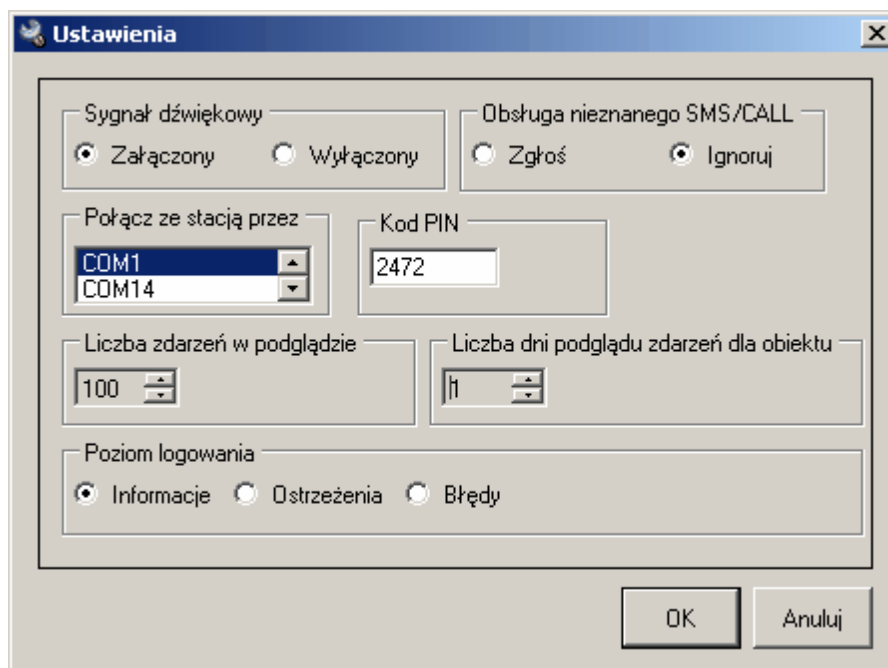 Ustawienia
Sygnał dźwiękowy
Obsługa nieznanego SMS/CALL
Załączony Wyłączony
Zgłoś Ignoruj
Połącz ze stacją przez
Kod PIN
COM1
COM14
2472
Liczba zdarzeń w podglądzie
Liczba dni podglądu zdarzeń dla obiektu
100
1
Poziom logowania
Informacje Ostrzeżenia Błędy
OK Anuluj